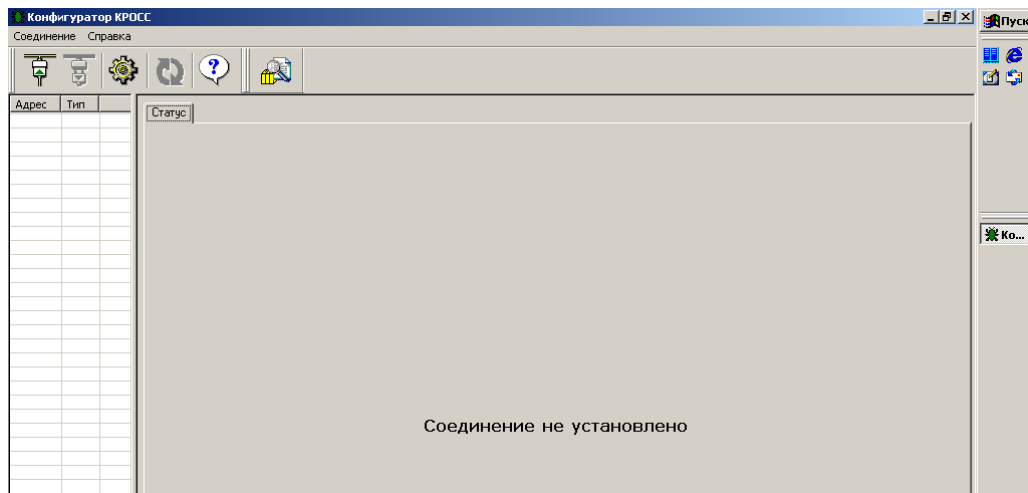 Конфигуратор КРОСС
Пуск
Соединение Справка
?
Адрес Тип
Статус
Ко...
Соединение не установлено